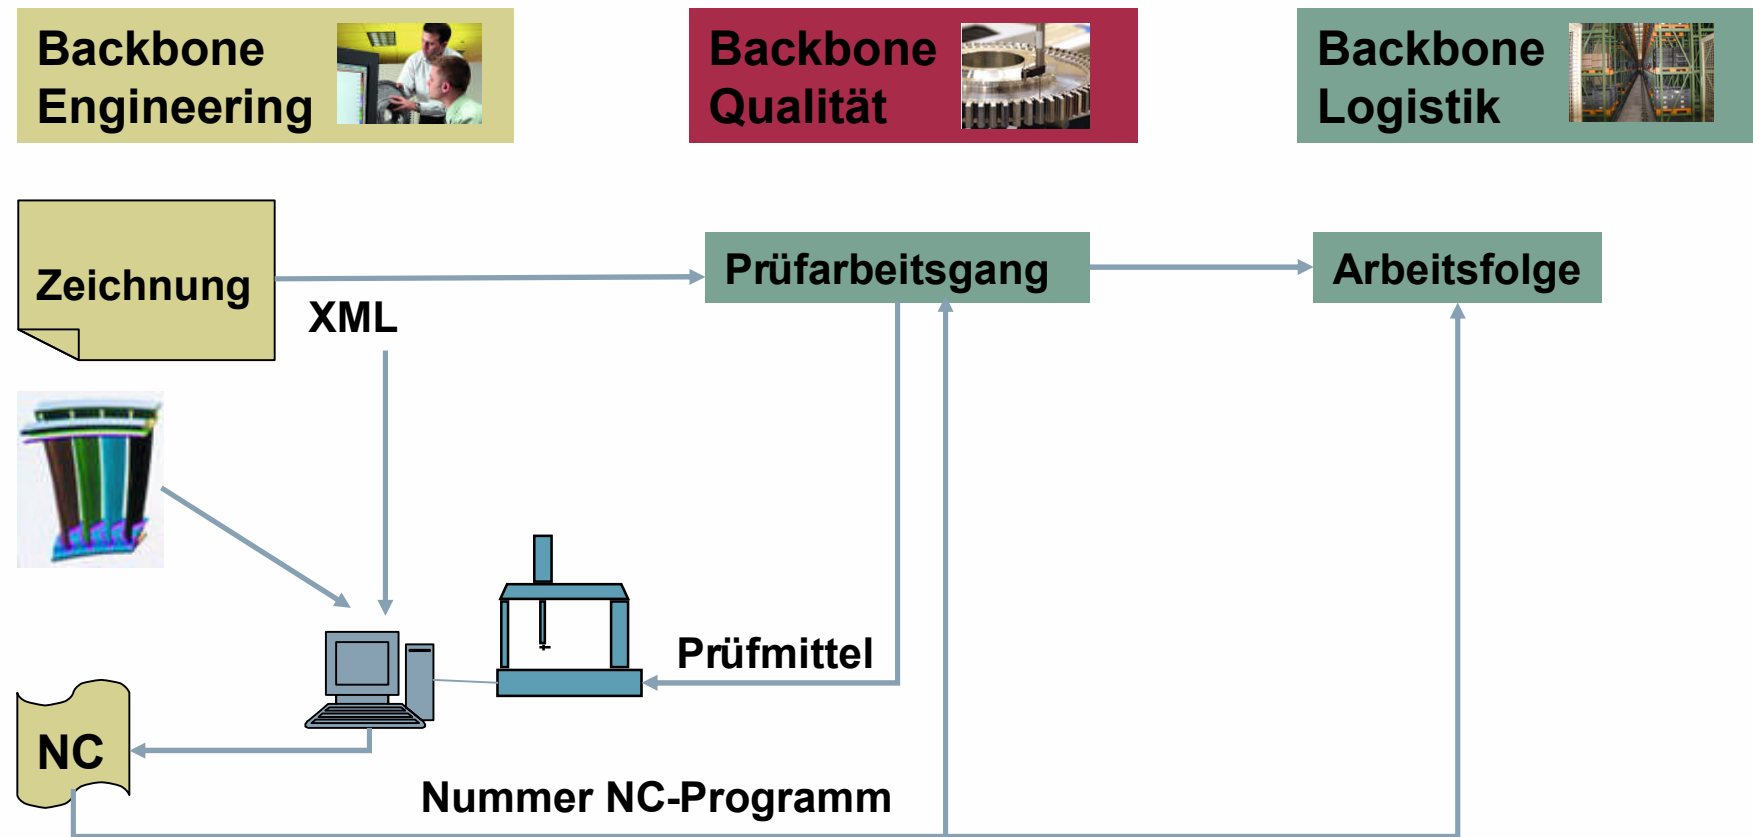 Backbone
Engineering
Backbone
Qualität
Backbone
Logistik
Zeichnung
XML
Prüfarbeitsgang
Arbeitsfolge
Prüfmittel
NC
Nummer NC-Programm